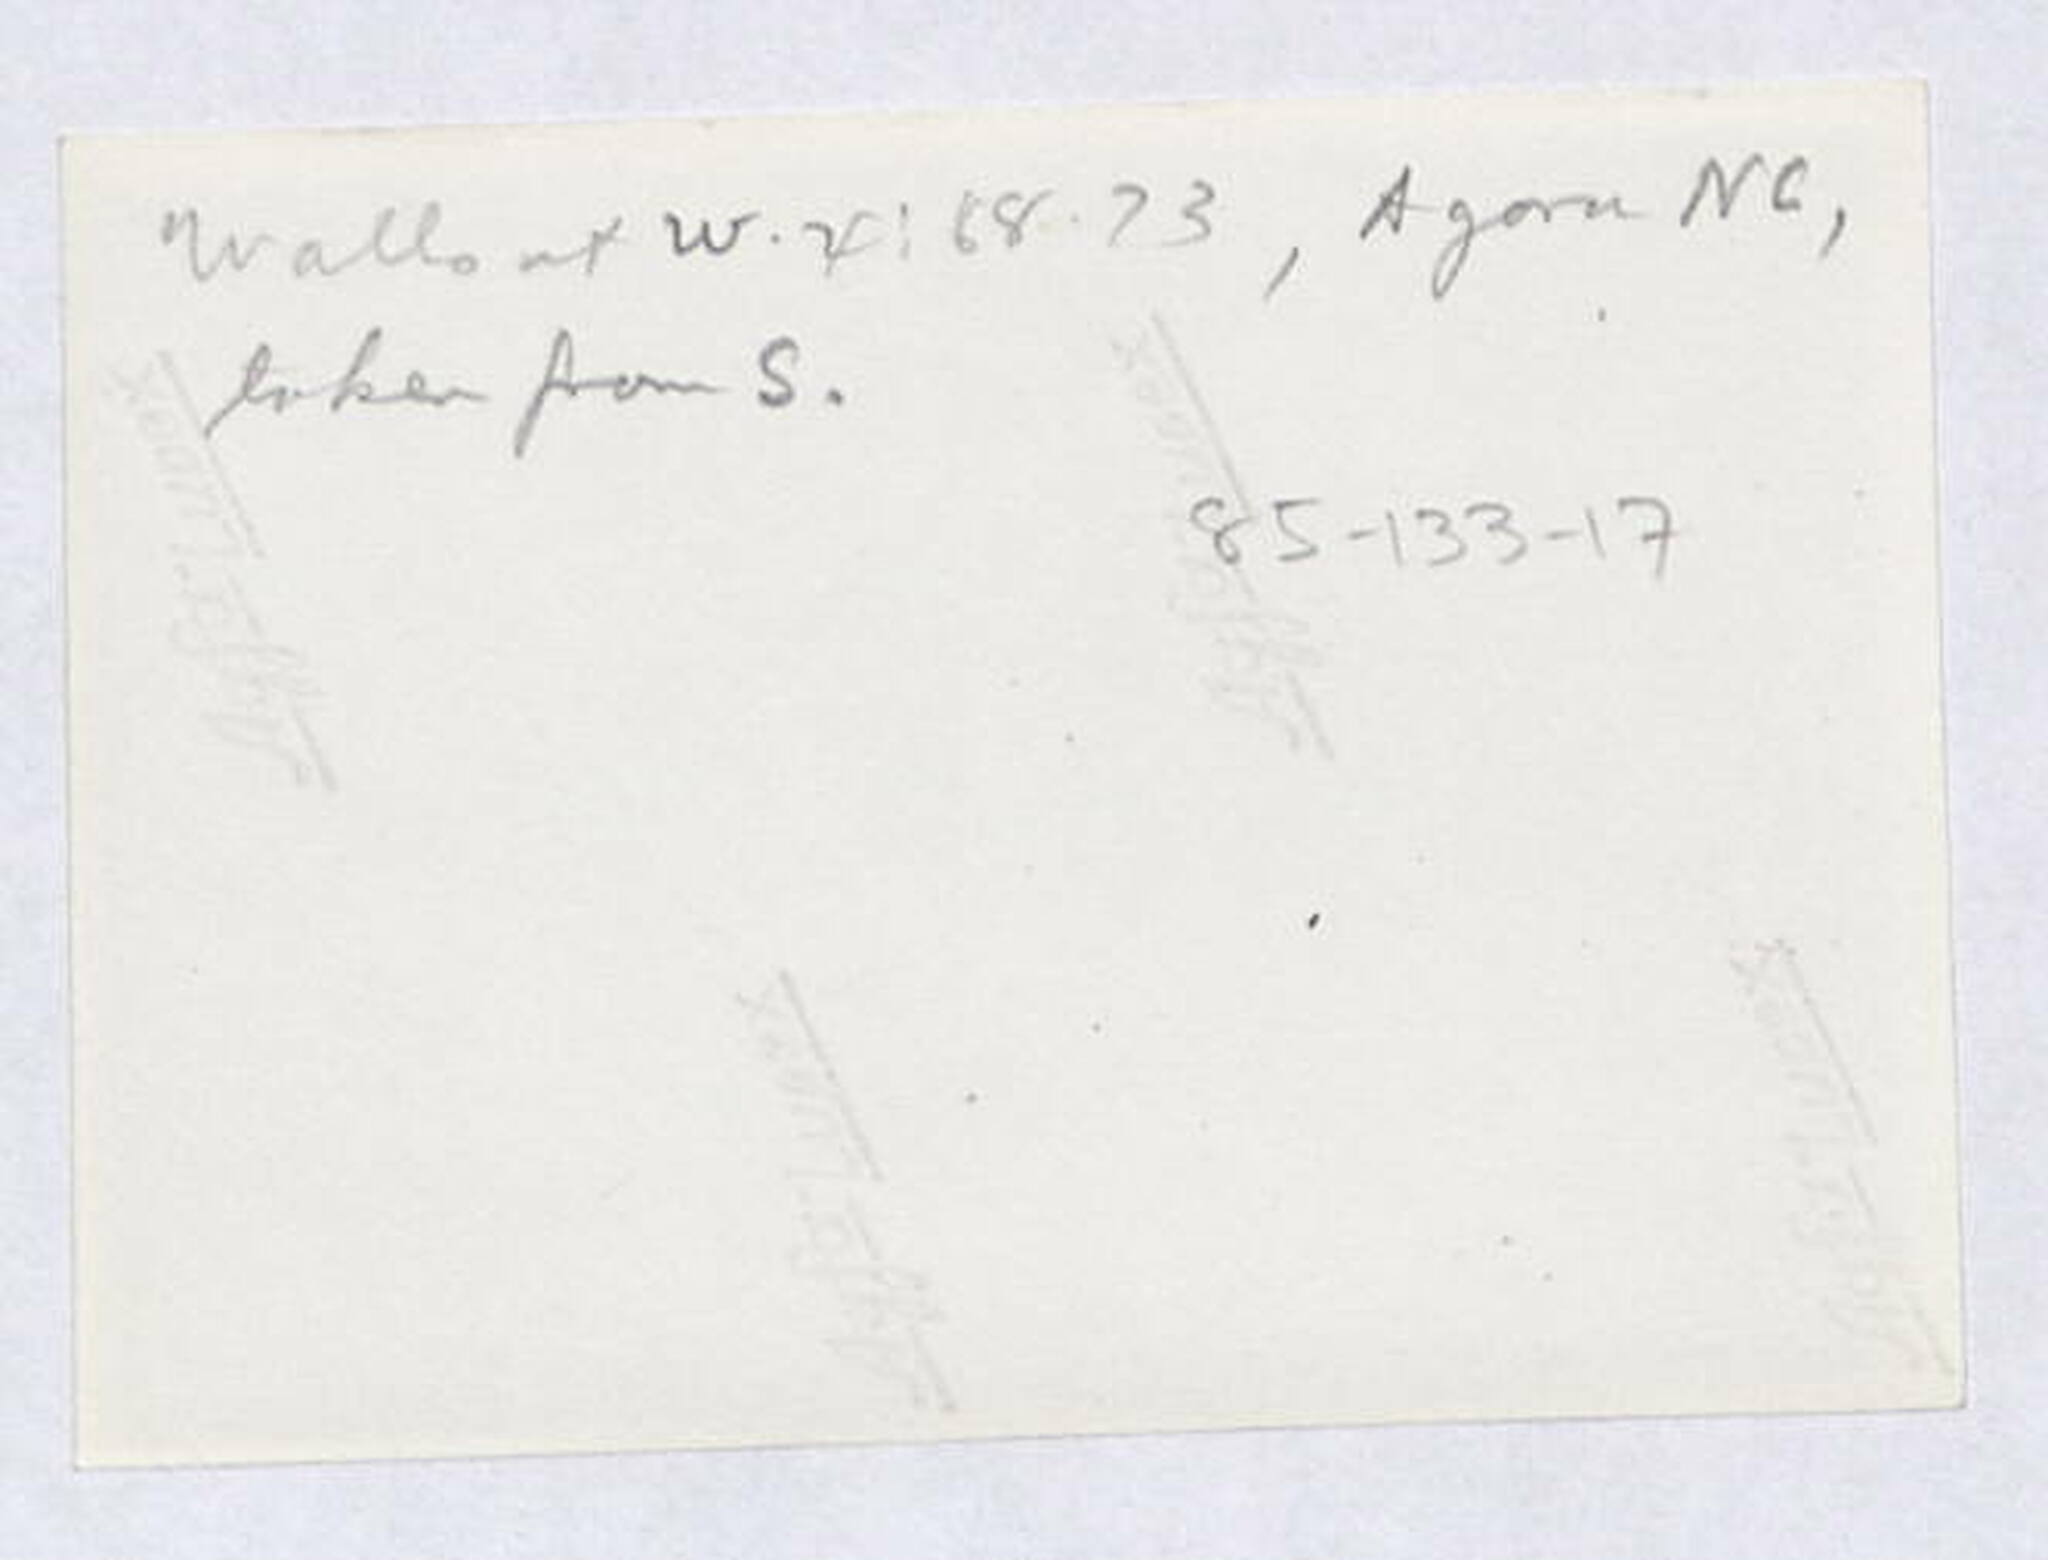 Walls at W. X: 68-73, Agora NC,
taken from S.
85-133-17